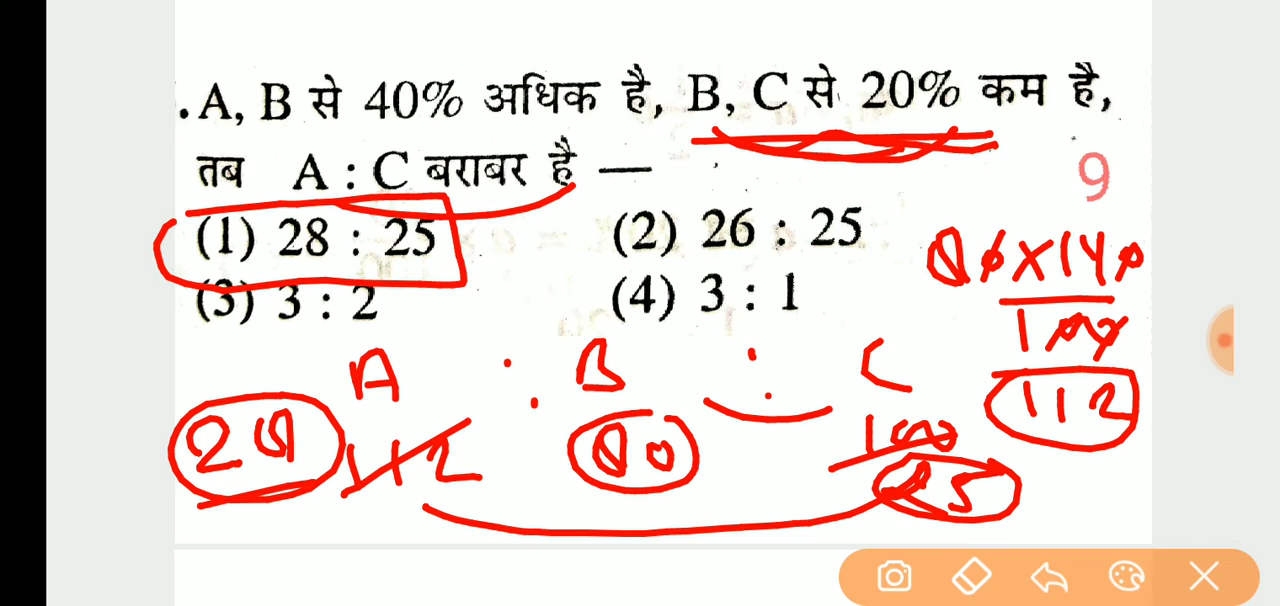 .A, B से 40% अधिक है, B, C से 20% कम है,
तब A : C बराबर है —
9
(1) 28 : 25 (2) 26 : 25
(3) 3 : 2 (4) 3 : 1
80 x 140
100
112
A : B : C
28 112 80 100
25